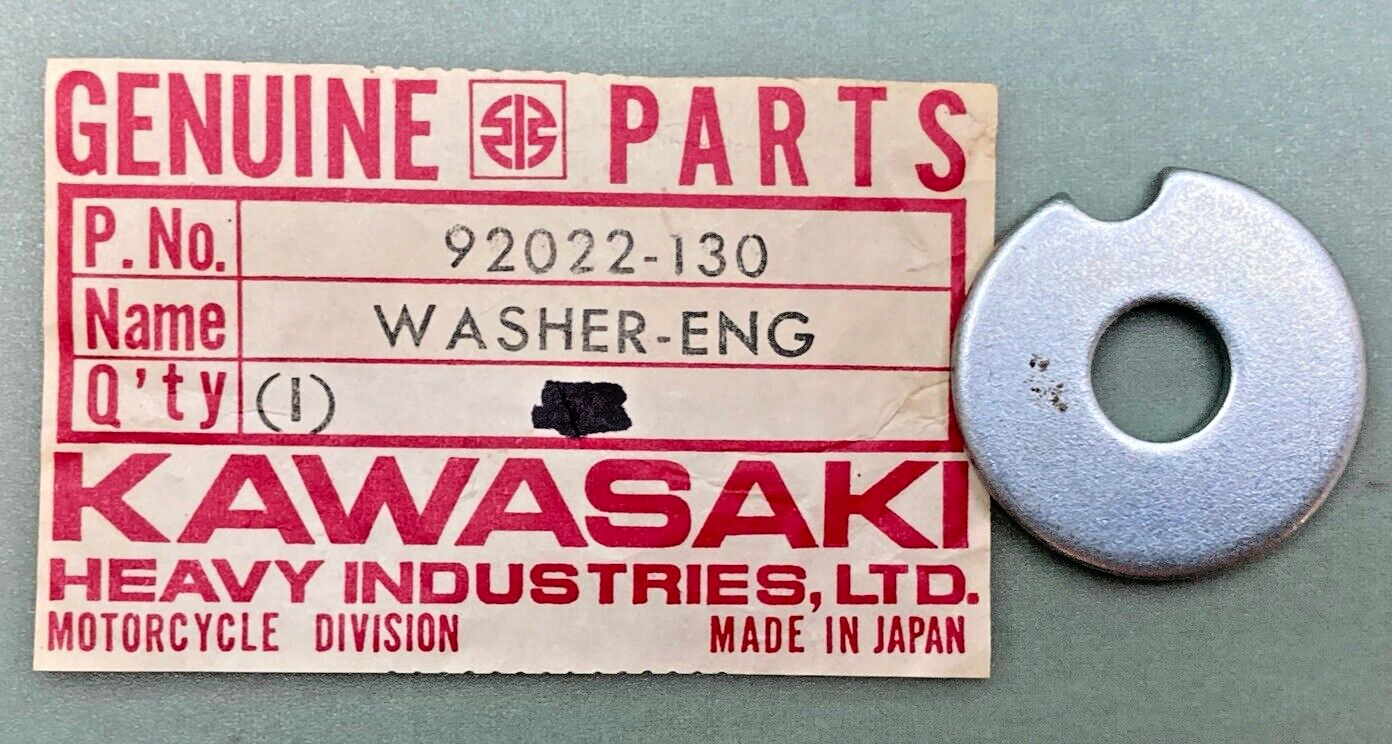 GENUINE PARTS
P. No. 92022-130
Name WASHER-ENG
Q'ty (1)
KAWASAKI
HEAVY INDUSTRIES, LTD.
MOTORCYCLE DIVISION MADE IN JAPAN